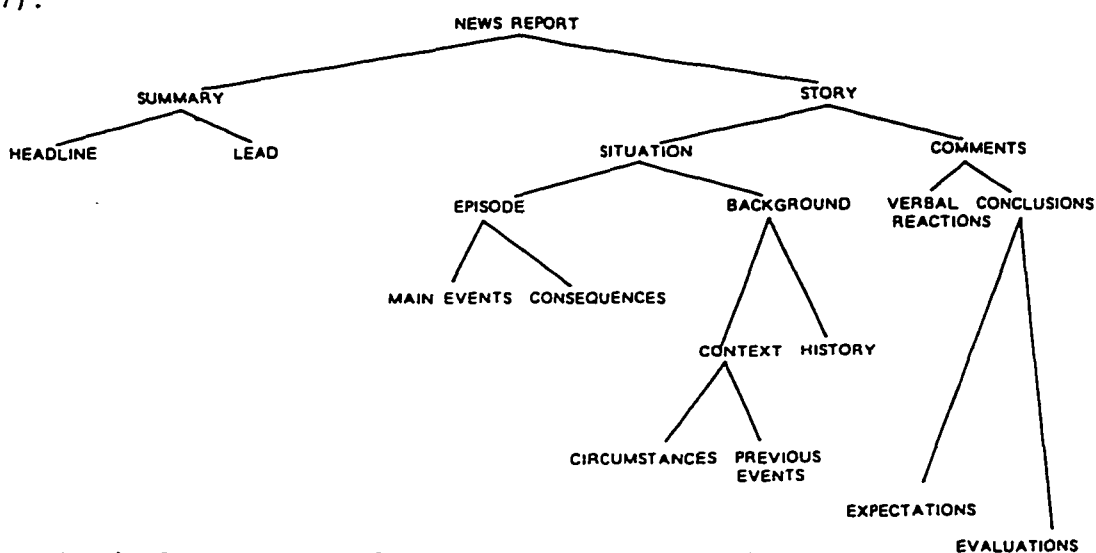 NEWS REPORT
SUMMARY
STORY
HEADLINE
LEAD
SITUATION
COMMENTS
EPISODE
BACKGROUND
VERBAL
REACTIONS
CONCLUSIONS
MAIN EVENTS
CONSEQUENCES
CONTEXT
HISTORY
CIRCUMSTANCES
PREVIOUS
EVENTS
EXPECTATIONS
EVALUATIONS